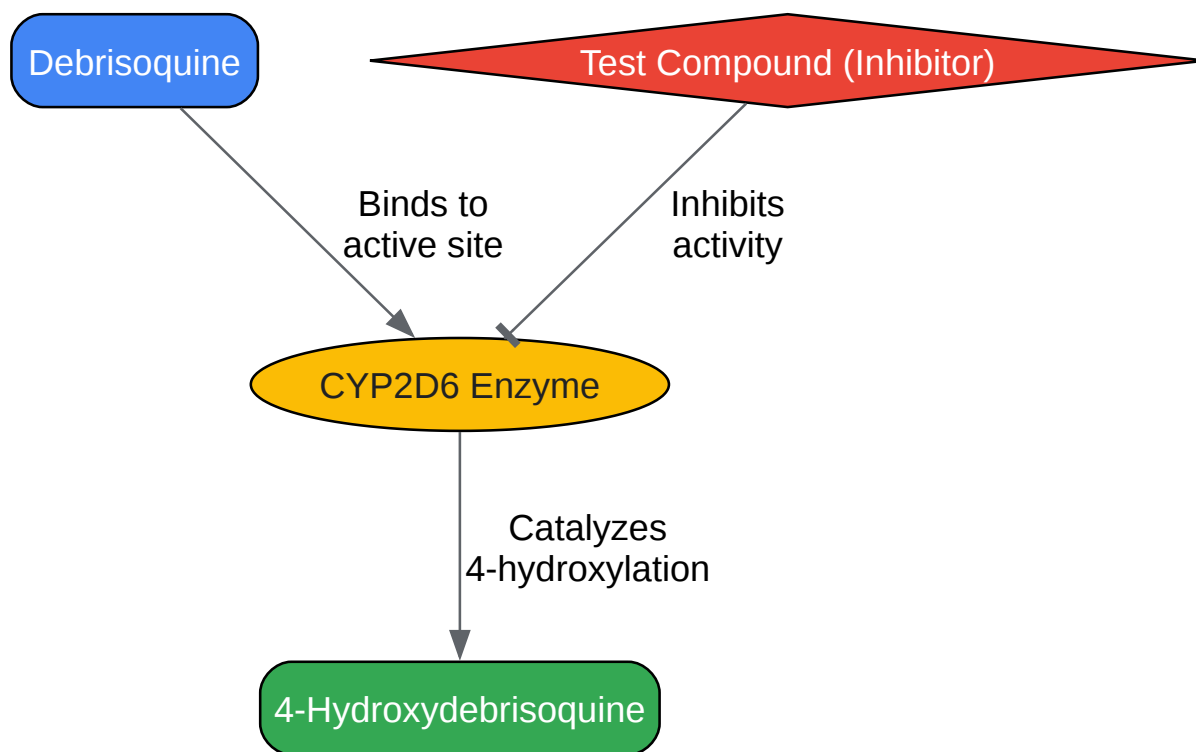 Debrisoquine
Test Compound (Inhibitor)
Binds to
active site
Inhibits
activity
CYP2D6 Enzyme
Catalyzes
4-hydroxylation
4-Hydroxydebrisoquine